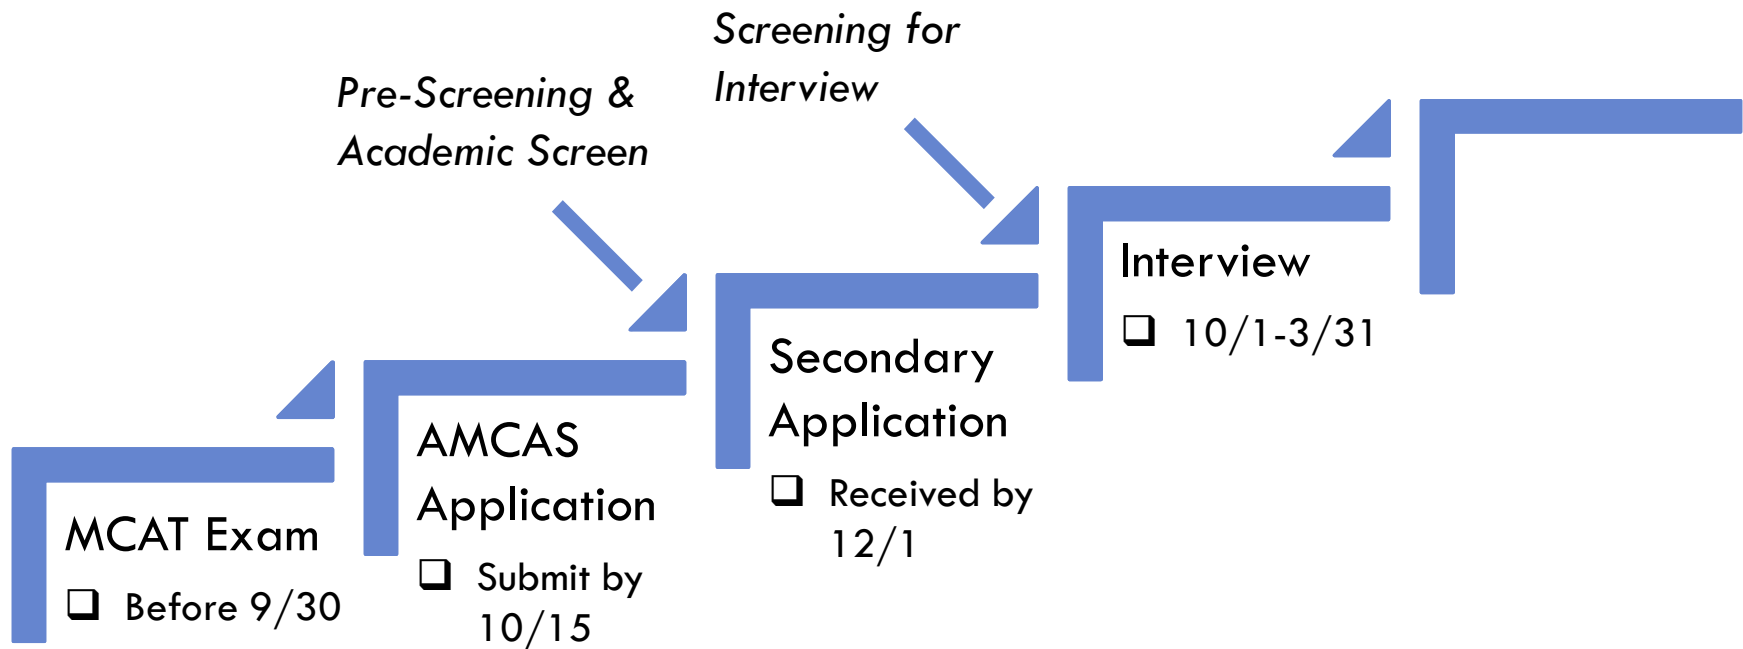 Screening for
Interview
Pre-Screening &
Academic Screen
MCAT Exam
❑ Before 9/30
AMCAS
Application
❑ Submit by
10/15
Secondary
Application
❑ Received by
12/1
Interview
❑ 10/1-3/31